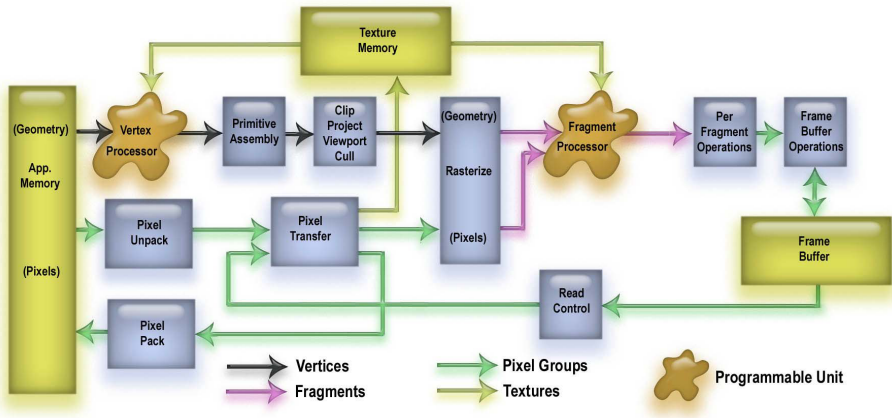 Texture
Memory
(Geometry)
App.
Memory
(Pixels)
Vertex
Processor
Primitive
Assembly
Clip
Project
Viewport
Cull
(Geometry)
Rasterize
(Pixels)
Fragment
Processor
Per
Fragment
Operations
Frame
Buffer
Operations
Pixel
Unpack
Pixel
Transfer
Frame
Buffer
Read
Control
Pixel
Pack
Vertices
Fragments
Pixel Groups
Textures
Programmable Unit